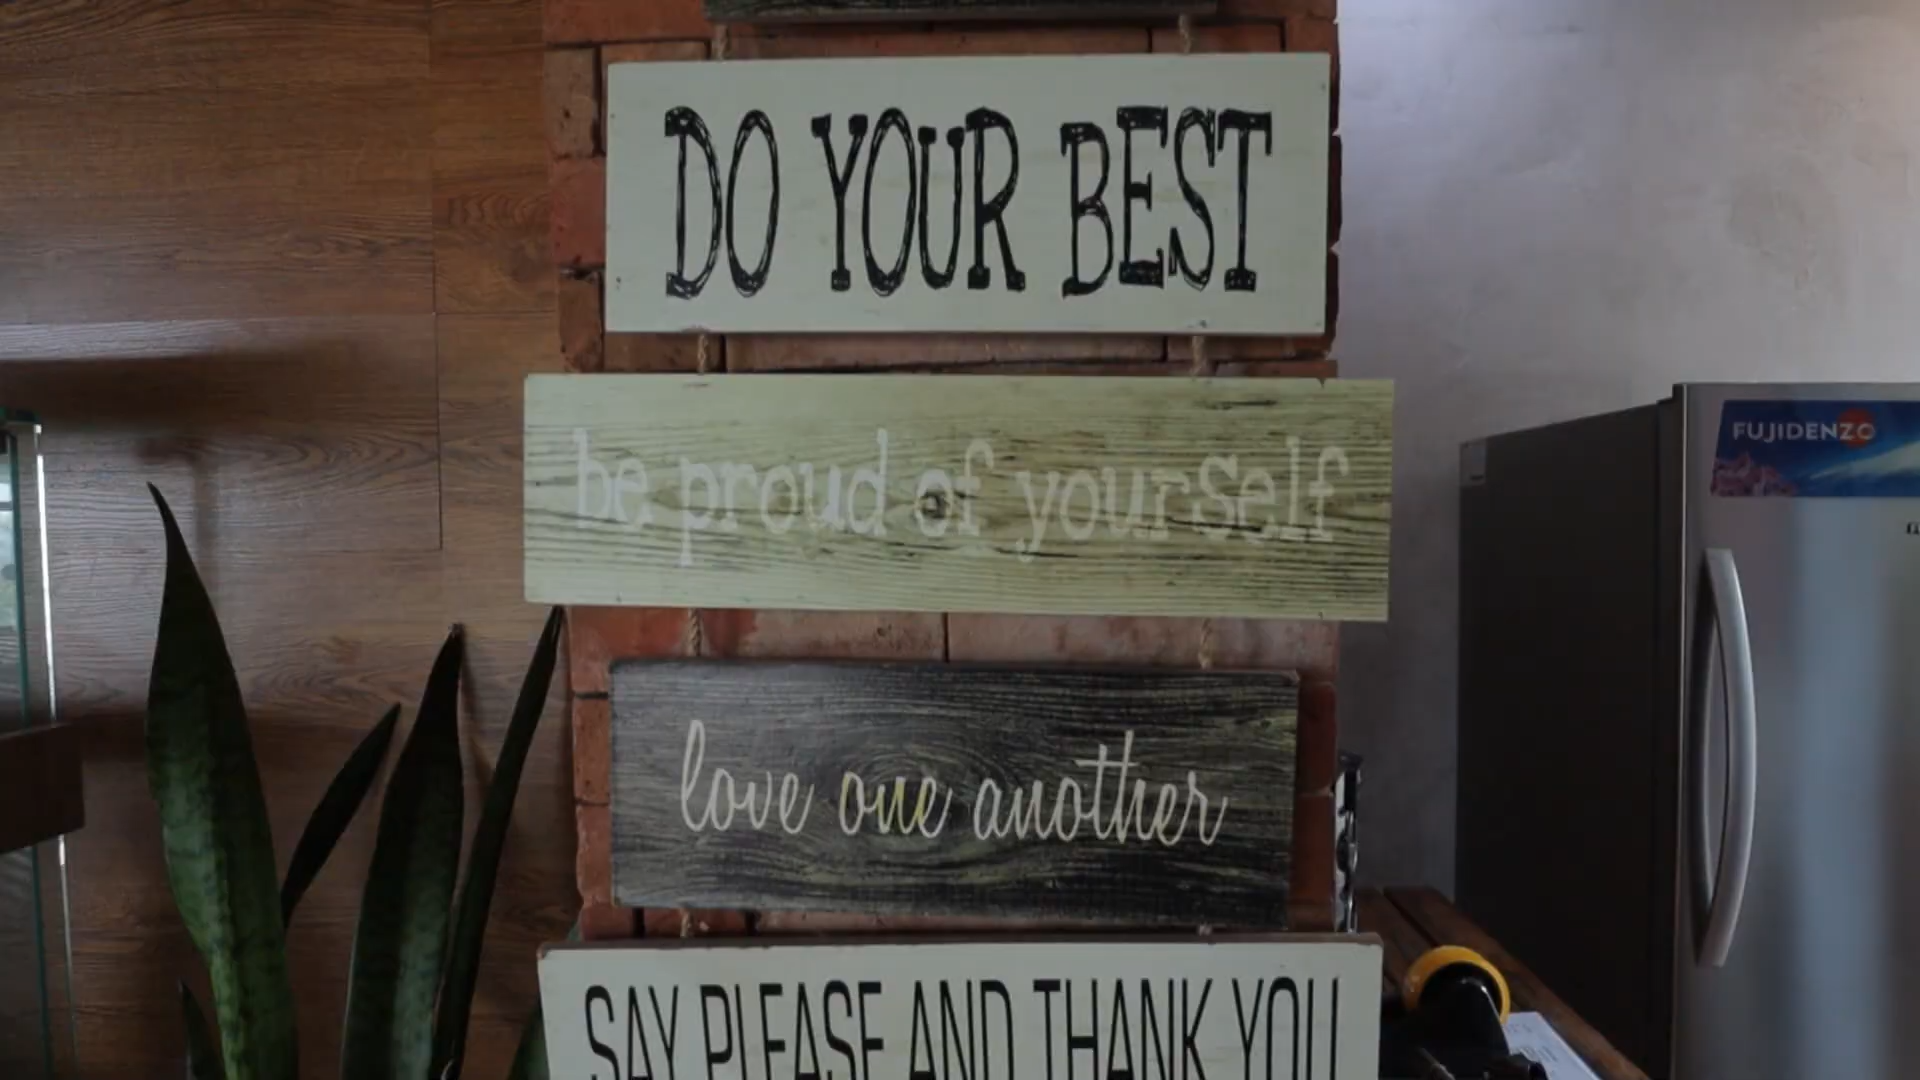 DO YOUR BEST
be proud of yourself
love one another
SAY PLEASE AND THANK YOU
FUJIDENZO